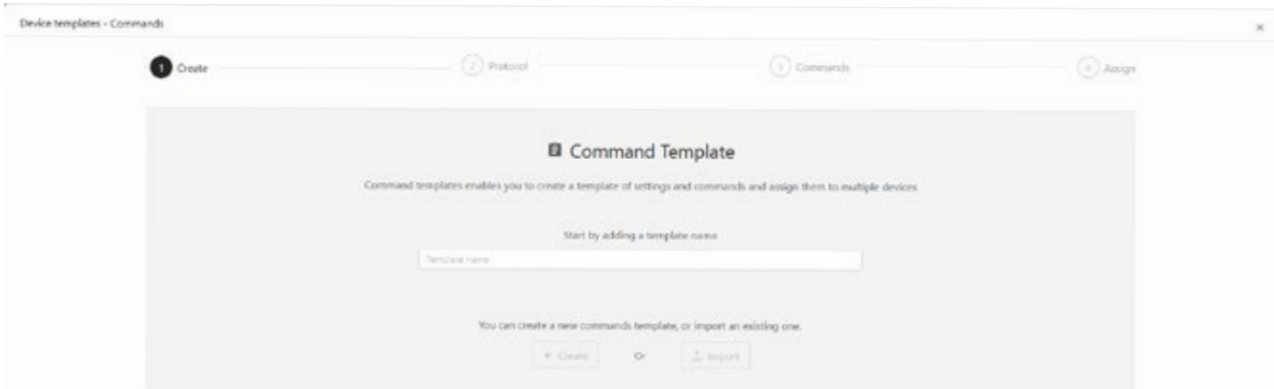 Device templates - Commands
1 Create 2 Protocol 3 Commands 4 Assign
Command Template
Command templates enables you to create a template of settings and commands and assign them to multiple devices
Start by adding a template name
Template name
You can create a new commands template, or import an existing one.
+ Create Or Import